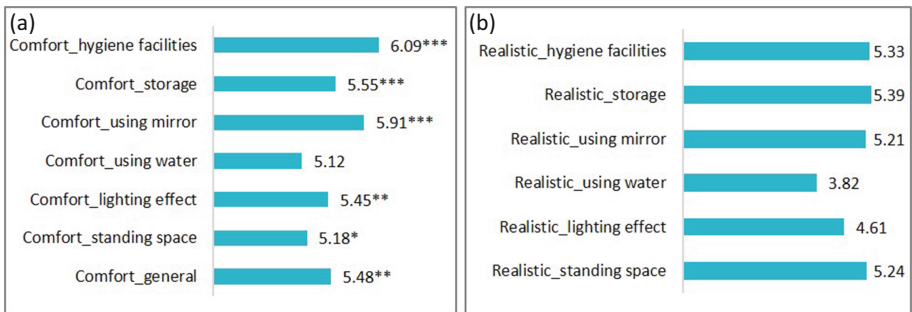 (a)
Comfort_hygiene facilities 6.09***
Comfort_storage 5.55***
Comfort_using mirror 5.91***
Comfort_using water 5.12
Comfort_lighting effect 5.45**
Comfort_standing space 5.18*
Comfort_general 5.48**
(b)
Realistic_hygiene facilities 5.33
Realistic_storage 5.39
Realistic_using mirror 5.21
Realistic_using water 3.82
Realistic_lighting effect 4.61
Realistic_standing space 5.24